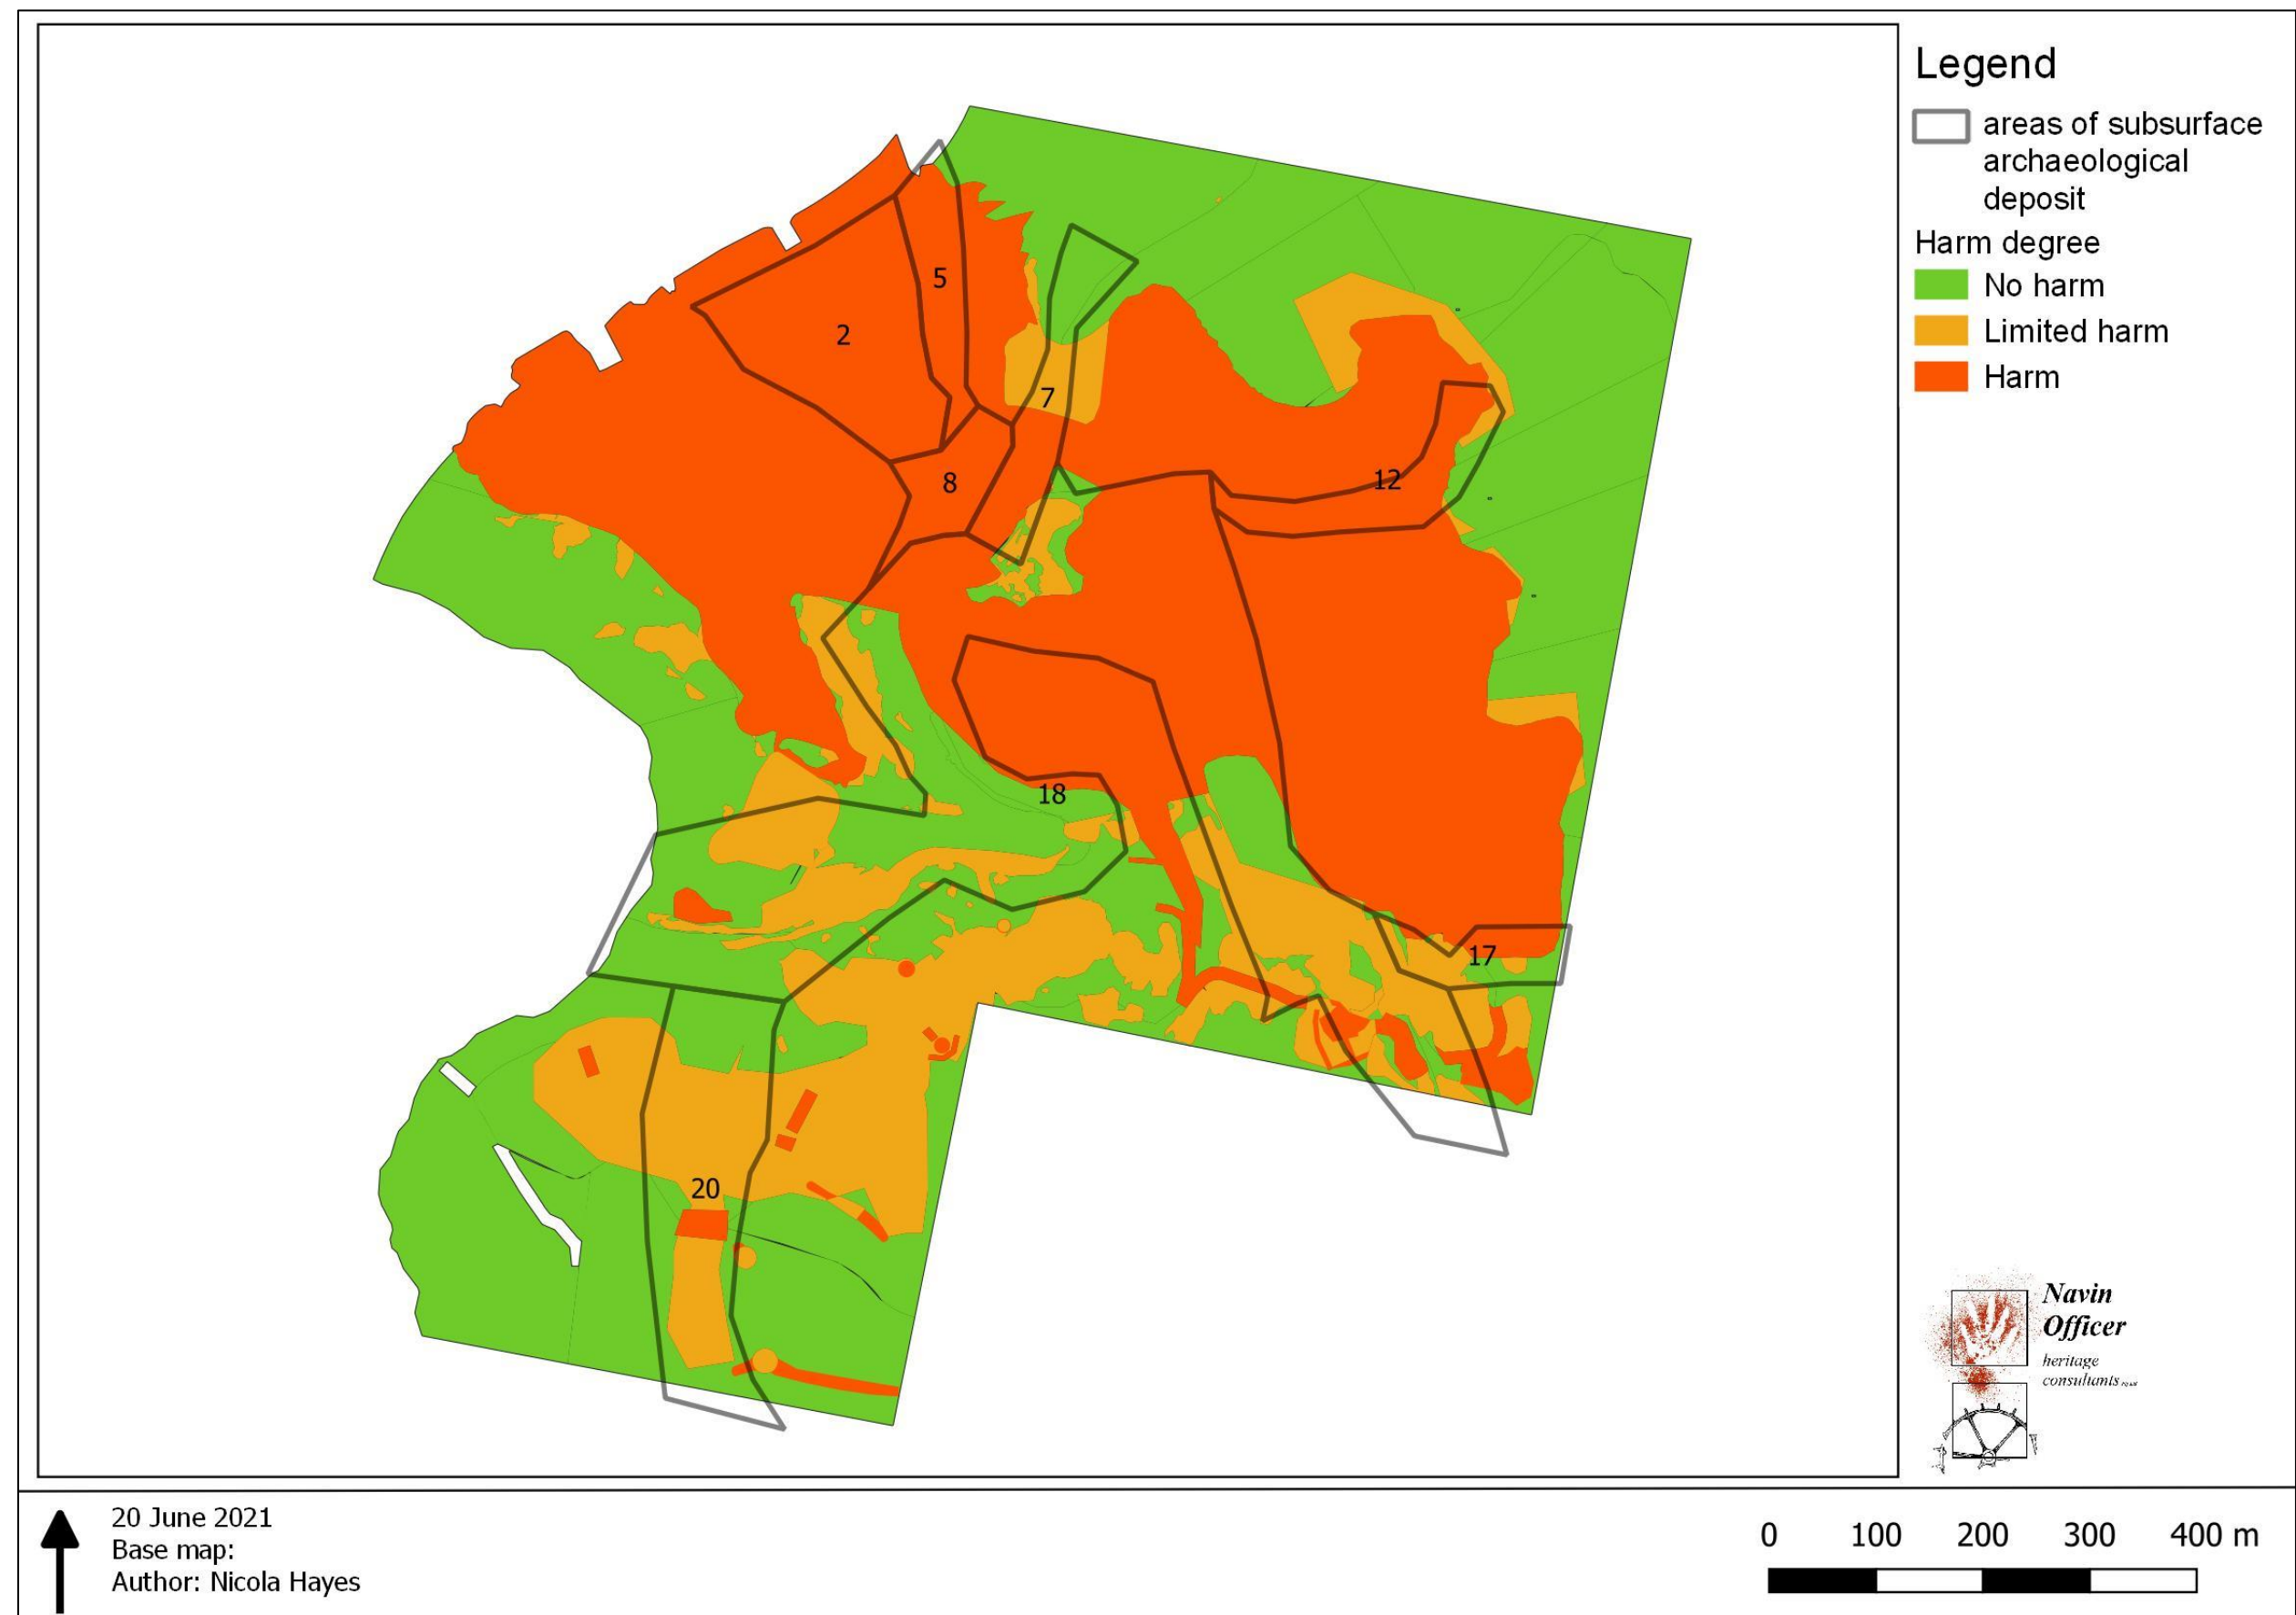 Legend
areas of subsurface
archaeological
deposit
Harm degree
No harm
Limited harm
Harm
5
2
7
8
12
18
17
20
Navin
Officer
heritage
consultants
20 June 2021
Base map:
Author: Nicola Hayes
0 100 200 300 400 m